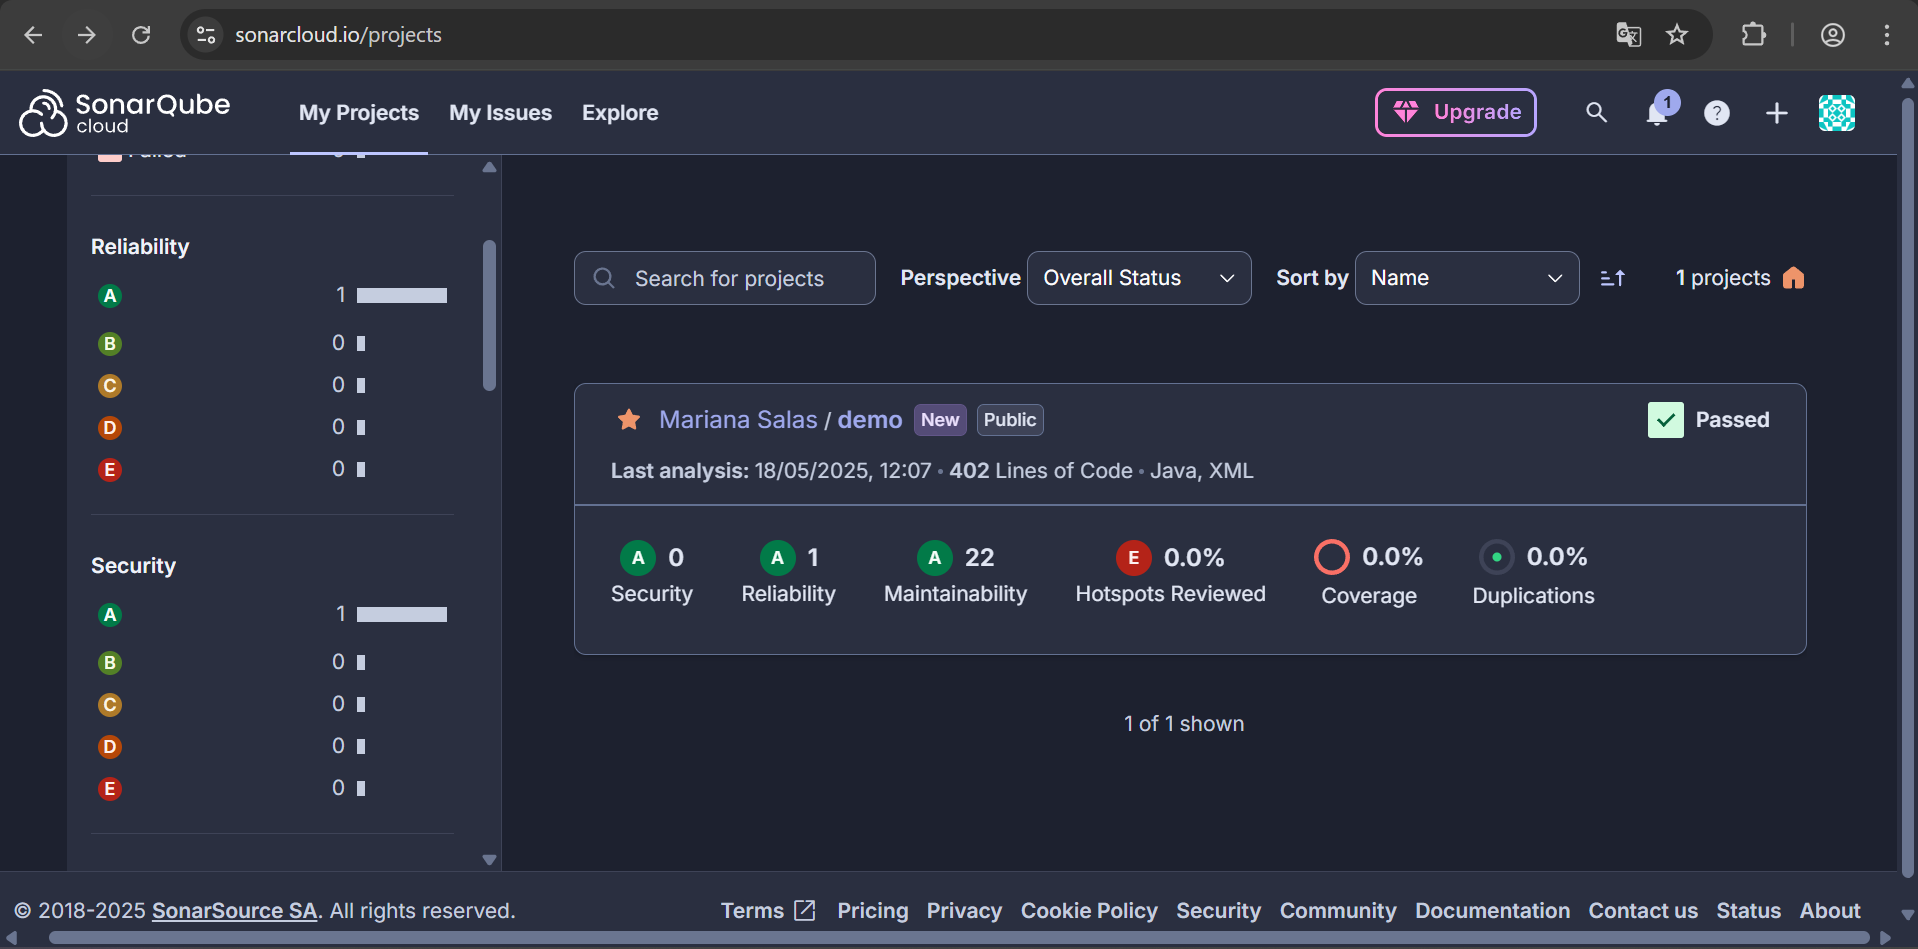 sonarcloud.io/projects
SonarQube cloud
My Projects My Issues Explore
Upgrade
1
?
Failed 0
Reliability
A 1
B 0
C 0
D 0
E 0
Security
A 1
B 0
C 0
D 0
E 0
Search for projects Perspective Overall Status Sort by Name 1 projects
Mariana Salas / demo New Public Passed
Last analysis: 18/05/2025, 12:07 • 402 Lines of Code • Java, XML
A 0 A 1 A 22 E 0.0% 0.0% 0.0%
Security Reliability Maintainability Hotspots Reviewed Coverage Duplications
1 of 1 shown
© 2018-2025 SonarSource SA. All rights reserved. Terms Pricing Privacy Cookie Policy Security Community Documentation Contact us Status About